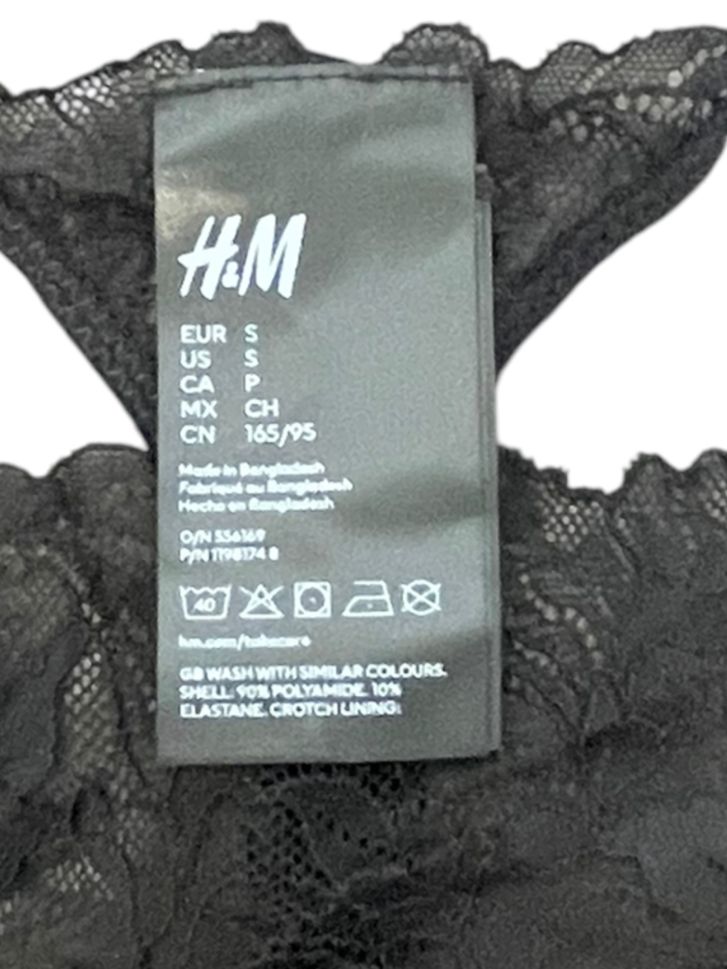 H&M
EUR S
US S
CA P
MX CH
CN 165/95
Made in Bangladesh
Fabriqué au Bangladesh
Hecho en Bangladesh
O/N 556169
P/N 1198174 8
40
hm.com/takecare
GB WASH WITH SIMILAR COLOURS.
SHELL: 90% POLYAMIDE. 10%
ELASTANE. CROTCH LINING: